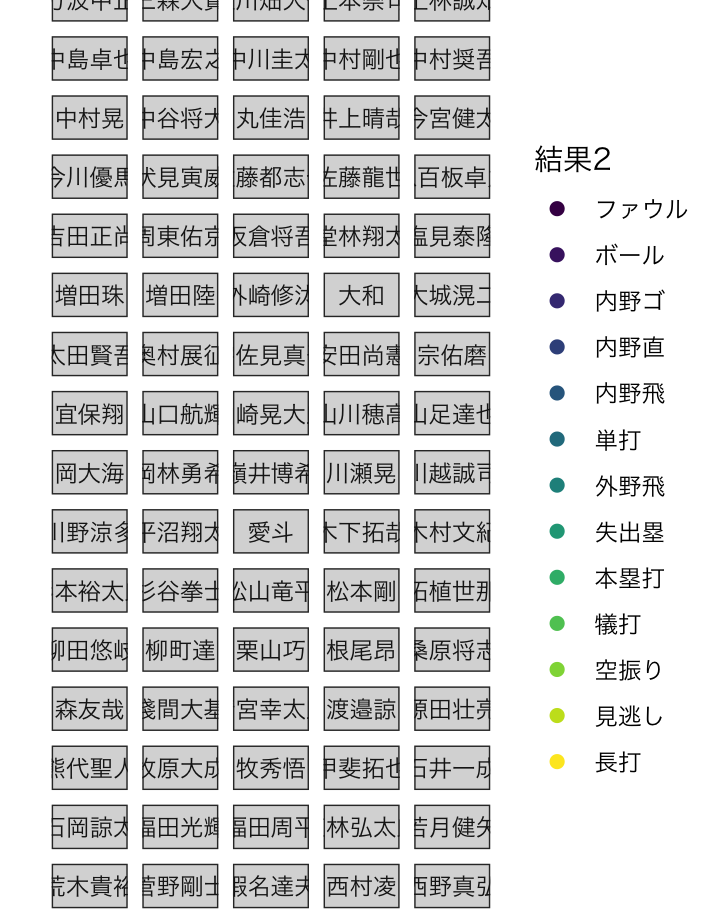 中島卓也 中島宏之 中川圭太 中村剛也 中村奨吾
中村晃 中谷将大 丸佳浩 井上晴哉 今宮健太
今川優馬 伏見寅威 藤都志 佐藤龍世 百板卓
吉田正尚 周東佑京 坂倉将吾 堂林翔太 塩見泰隆
増田珠 増田陸 外崎修汰 大和 大城滉二
太田賢吾 奥村展征 佐見真 安田尚憲 宗佑磨
宜保翔 山口航輝 崎晃大 山川穂高 山足達也
岡大海 岡林勇希 嶺井博希 川瀬晃 川越誠司
川野涼多 平沼翔太 愛斗 木下拓哉 木村文紀
本裕太 杉谷拳士 松山竜平 松本剛 柘植世那
柳田悠岐 柳町達 栗山巧 根尾昂 桑原将志
森友哉 淺間大基 宮幸太 渡邉諒 源田壮亮
熊代聖人 牧原大成 牧秀悟 甲斐拓也 石井一成
石岡諒太 福田光輝 福田周平 林弘太 若月健矢
荒木貴裕 菅野剛士 蝦名達夫 西村凌 西野真弘
結果2
ファウル
ボール
内野ゴ
内野直
内野飛
単打
外野飛
失出塁
本塁打
犠打
空振り
見逃し
長打